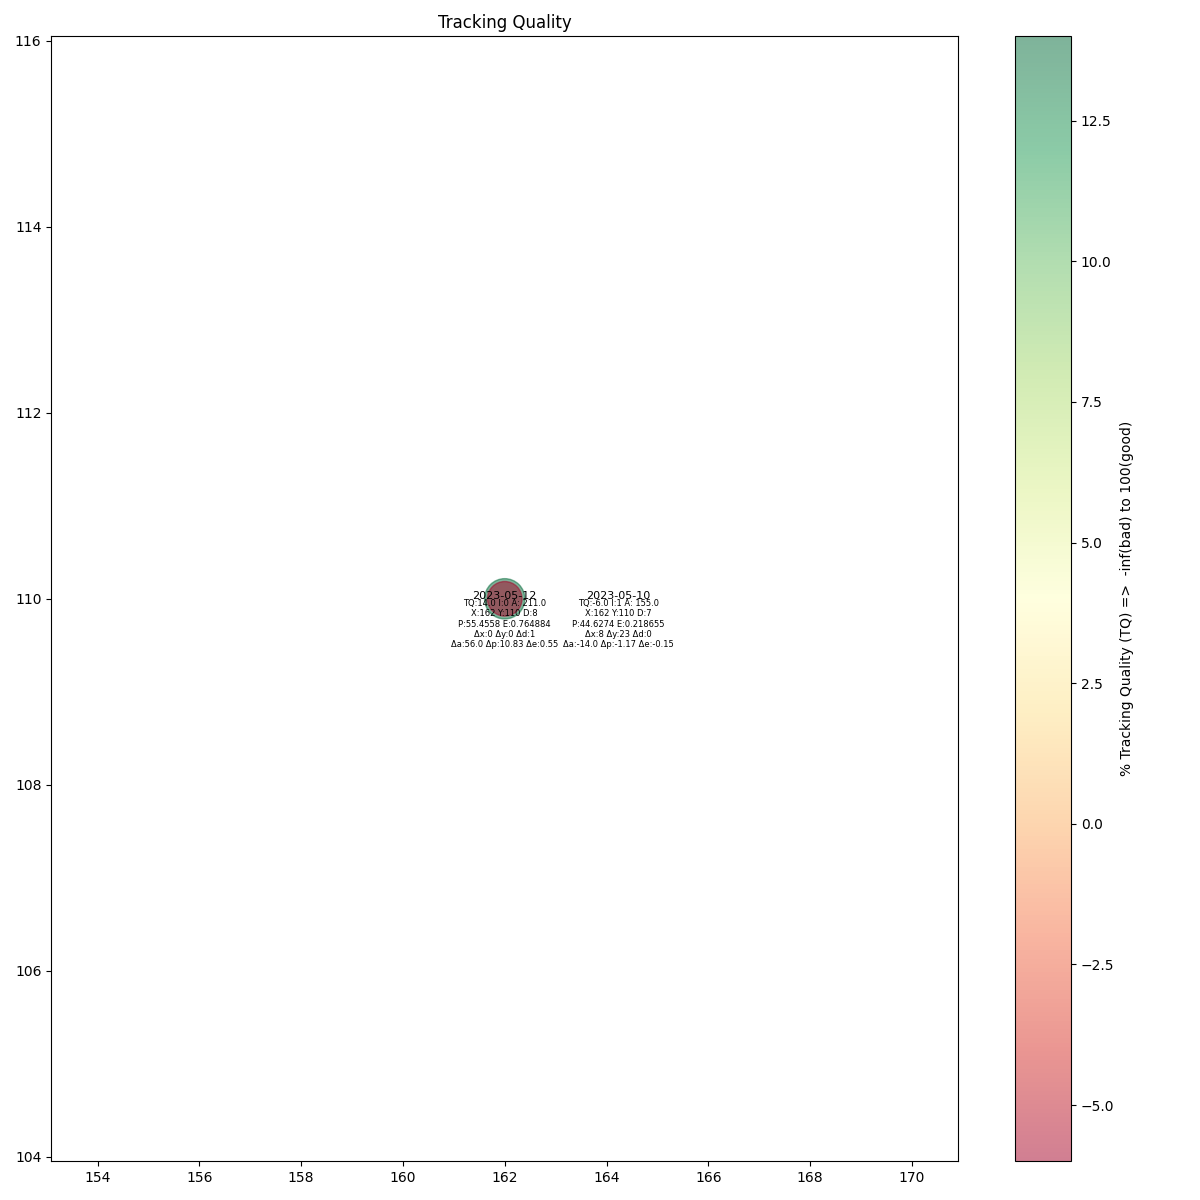 Tracking Quality
116
114
112
110
108
106
104
154
156
158
160
162
164
166
168
170
2023-05-12
TQ:14.0 I:0 A: 211.0
X:162 Y:110 D:8
P:55.4558 E:0.764884
Δx:0 Δy:0 Δd:1
Δa:56.0 Δp:10.83 Δe:0.55
2023-05-10
TQ:-6.0 I:1 A: 155.0
X:162 Y:110 D:7
P:44.6274 E:0.218655
Δx:8 Δy:23 Δd:0
Δa:-14.0 Δp:-1.17 Δe:-0.15
12.5
10.0
7.5
5.0
2.5
0.0
−2.5
−5.0
% Tracking Quality (TQ) => -inf(bad) to 100(good)